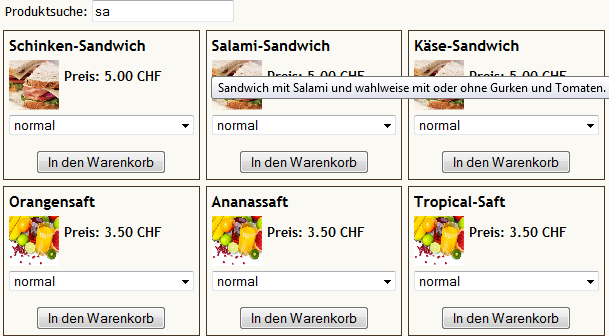 Produktsuche: sa
Schinken-Sandwich Salami-Sandwich Käse-Sandwich
Preis: 5.00 CHF Preis: 5.00 CHF Preis: 5.00 CHF
Sandwich mit Salami und wahlweise mit oder ohne Gurken und Tomaten.
normal normal normal
In den Warenkorb In den Warenkorb In den Warenkorb
Orangensaft Ananassaft Tropical-Saft
Preis: 3.50 CHF Preis: 3.50 CHF Preis: 3.50 CHF
normal normal normal
In den Warenkorb In den Warenkorb In den Warenkorb